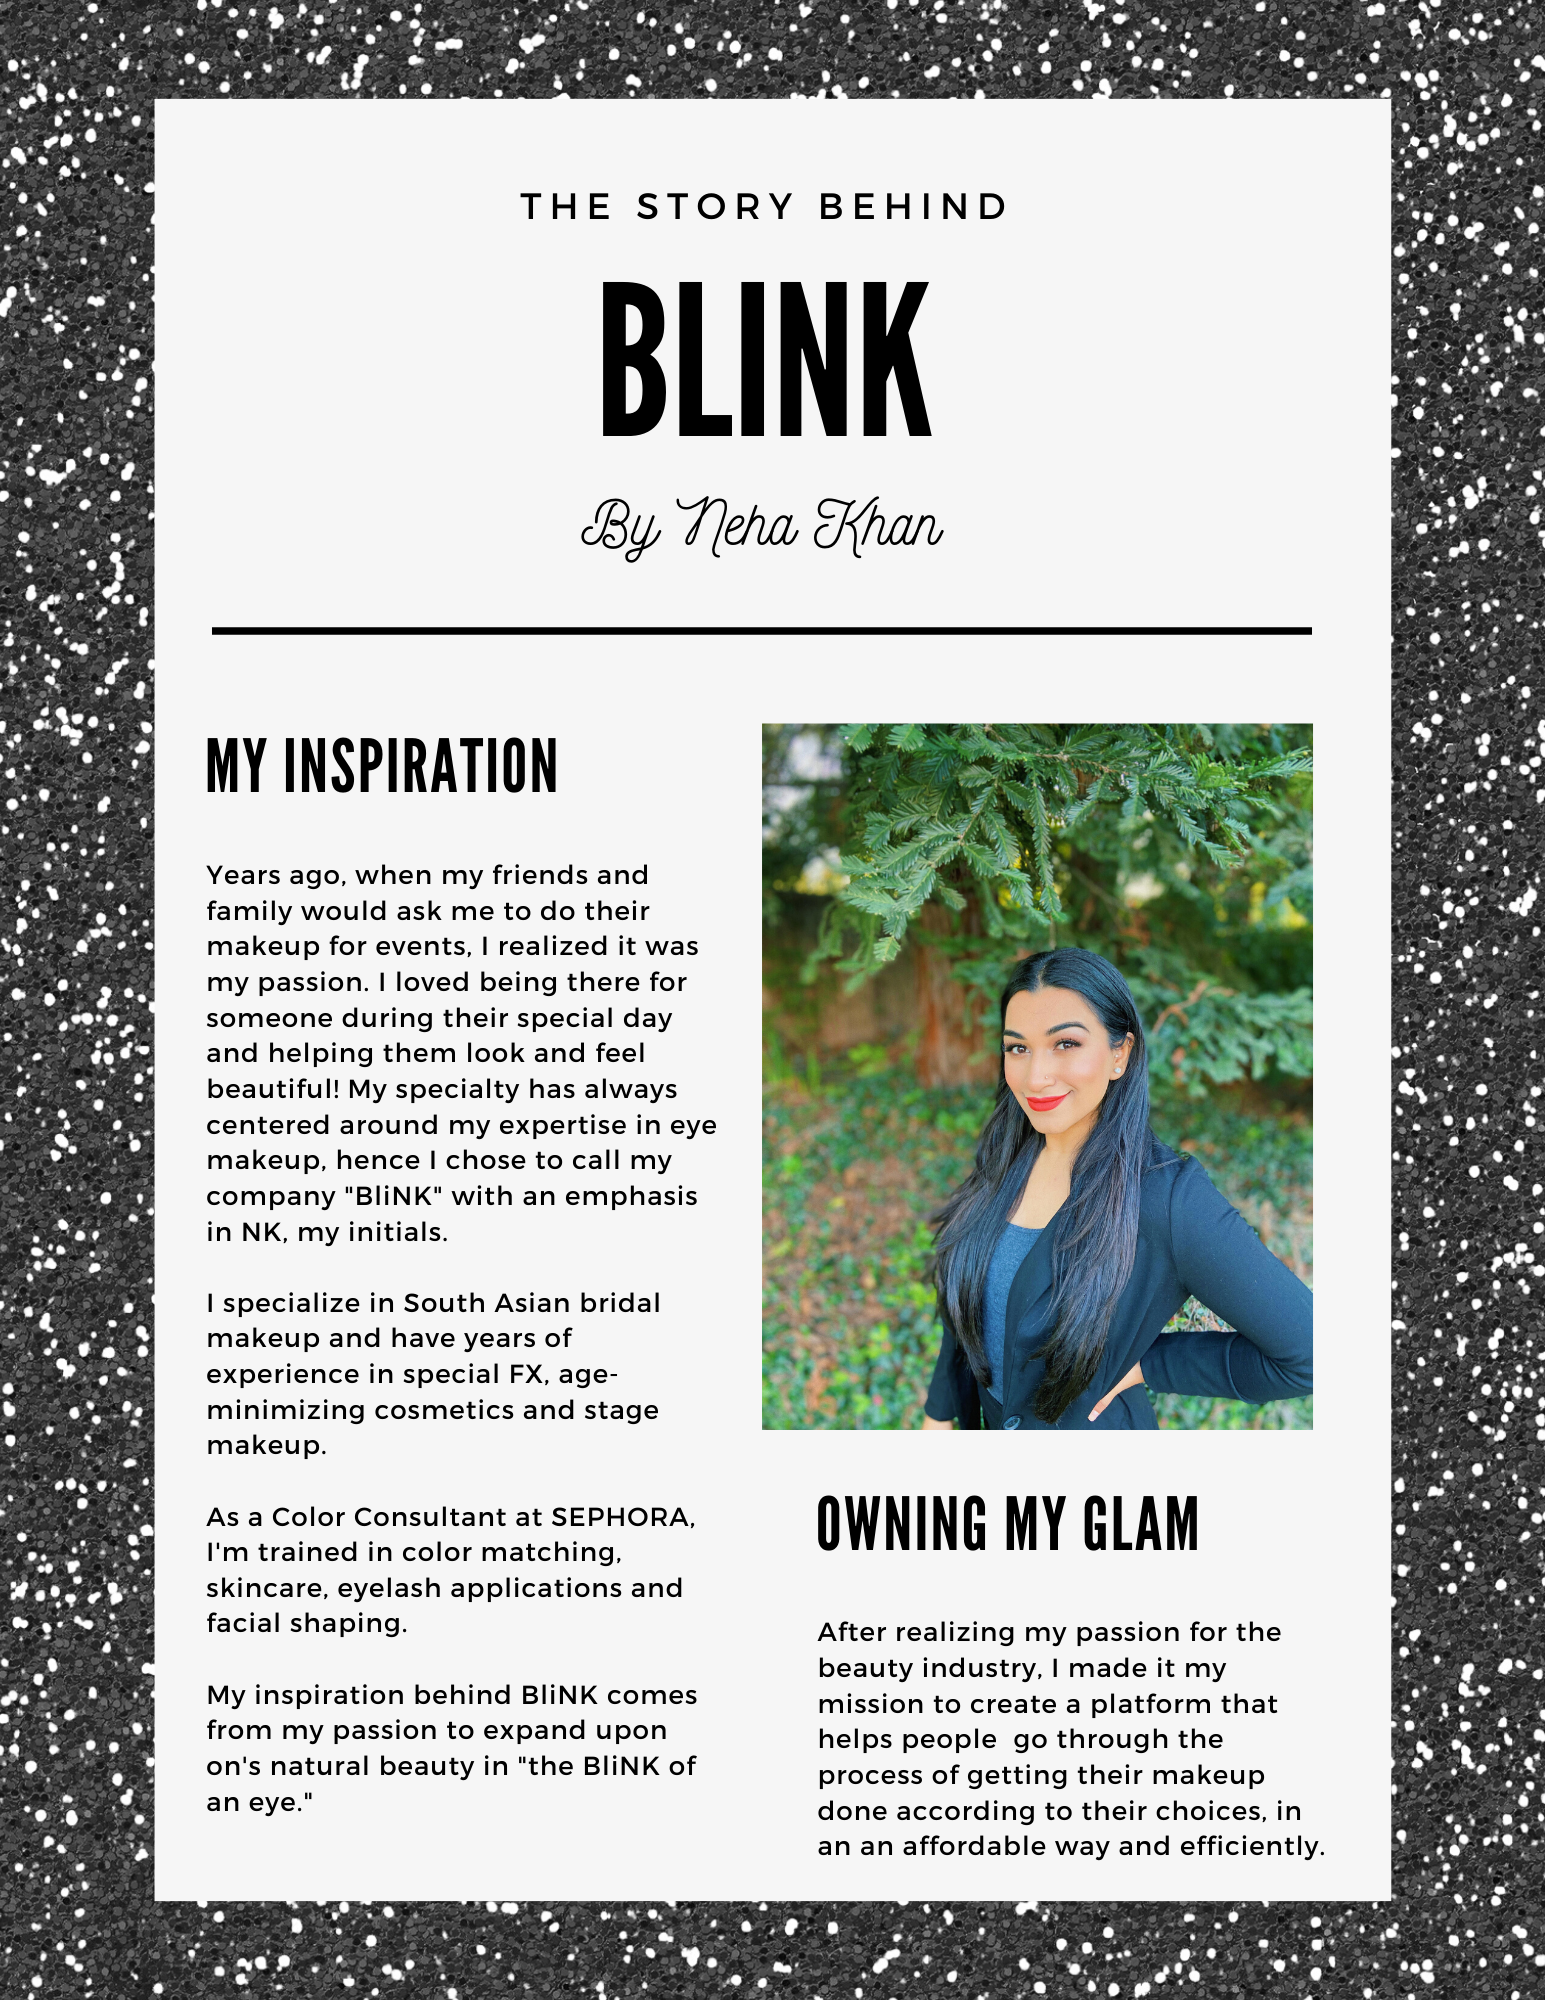 THE STORY BEHIND
BLINK
By Neha Khan
MY INSPIRATION
Years ago, when my friends and
family would ask me to do their
makeup for events, I realized it was
my passion. I loved being there for
someone during their special day
and helping them look and feel
beautiful! My specialty has always
centered around my expertise in eye
makeup, hence I chose to call my
company "BliNK" with an emphasis
in NK, my initials.
I specialize in South Asian bridal
makeup and have years of
experience in special FX, age-
minimizing cosmetics and stage
makeup.
As a Color Consultant at SEPHORA,
I'm trained in color matching,
skincare, eyelash applications and
facial shaping.
My inspiration behind BliNK comes
from my passion to expand upon
on's natural beauty in "the BliNK of
an eye."
OWNING MY GLAM
After realizing my passion for the
beauty industry, I made it my
mission to create a platform that
helps people  go through the
process of getting their makeup
done according to their choices, in
an an affordable way and efficiently.